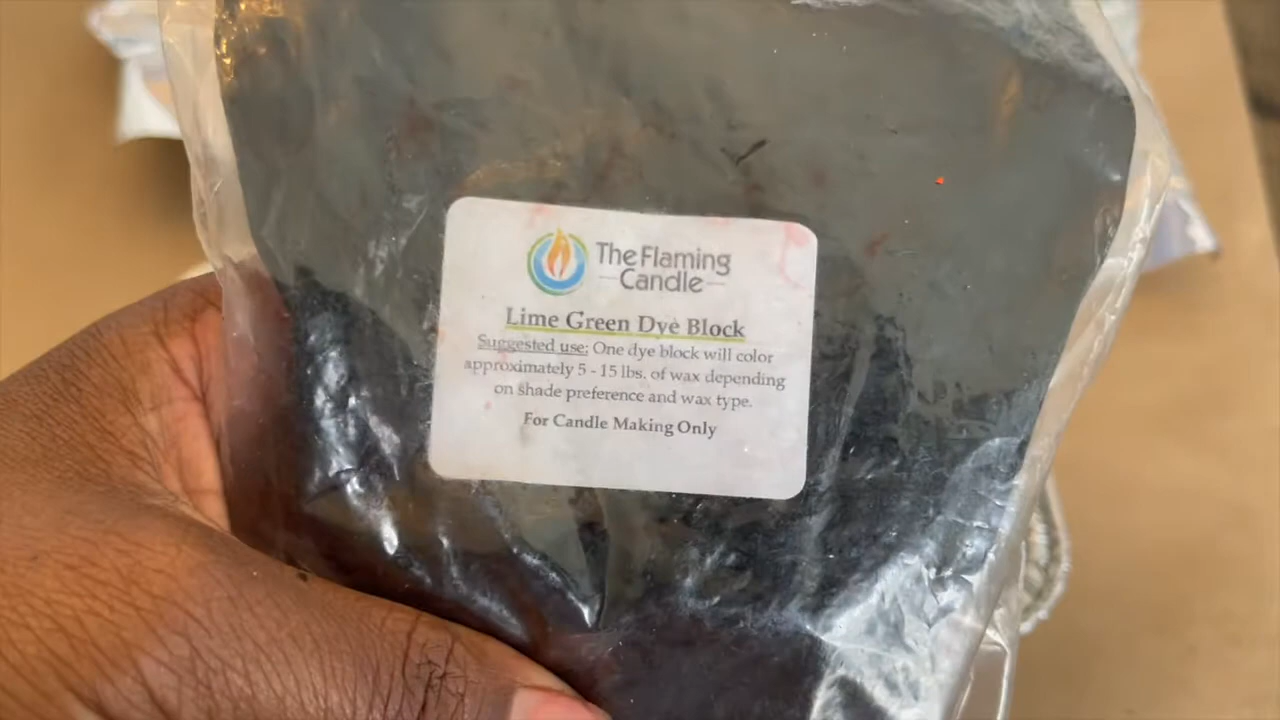 The Flaming
Candle
Lime Green Dye Block
Suggested use: One dye block will color
approximately 5 - 15 lbs. of wax depending
on shade preference and wax type.
For Candle Making Only